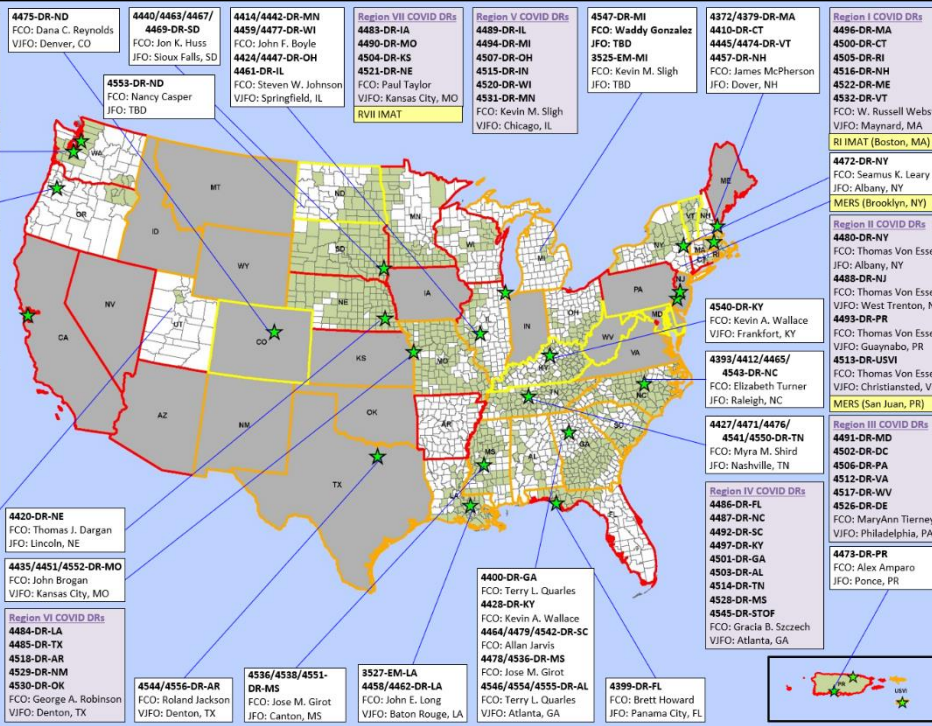 4475-DR-ND
FCO: Dana C. Reynolds
VJFO: Denver, CO
4440/4463/4467/
4469-DR-SD
FCO: Jon K. Huss
JFO: Sioux Falls, SD
4553-DR-ND
FCO: Nancy Casper
JFO: TBD
4414/4442-DR-MN
4459/4477-DR-WI
FCO: John F. Boyle
4424/4447-DR-OH
4461-DR-IL
FCO: Steven W. Johnson
VJFO: Springfield, IL
Region VII COVID DRs
4483-DR-IA
4490-DR-MO
4504-DR-KS
4521-DR-NE
FCO: Paul Taylor
VJFO: Kansas City, MO
RVII IMAT
Region V COVID DRs
4489-DR-IL
4494-DR-MI
4507-DR-OH
4515-DR-IN
4520-DR-WI
4531-DR-MN
FCO: Kevin M. Sligh
VJFO: Chicago, IL
4547-DR-MI
FCO: Waddy Gonzalez
JFO: TBD
3525-EM-MI
FCO: Kevin M. Sligh
JFO: TBD
4372/4379-DR-MA
4410-DR-CT
4445/4474-DR-VT
4457-DR-NH
FCO: James McPherson
JFO: Dover, NH
Region I COVID DRs
4496-DR-MA
4500-DR-CT
4505-DR-RI
4516-DR-NH
4522-DR-ME
4532-DR-VT
FCO: W. Russell Webs
VJFO: Maynard, MA
RI IMAT (Boston, MA)
4472-DR-NY
FCO: Seamus K. Leary
JFO: Albany, NY
MERS (Brooklyn, NY)
Region II COVID DRs
4480-DR-NY
FCO: Thomas Von Esse
JFO: Albany, NY
4488-DR-NJ
FCO: Thomas Von Esse
VJFO: West Trenton, N
4493-DR-PR
FCO: Thomas Von Esse
VJFO: Guaynabo, PR
4513-DR-USVI
FCO: Thomas Von Esse
VJFO: Christiansted, V
MERS (San Juan, PR)
Region III COVID DRs
4491-DR-MD
4502-DR-DC
4506-DR-PA
4512-DR-VA
4517-DR-WV
4526-DR-DE
FCO: MaryAnn Tierney
VJFO: Philadelphia, PA
4473-DR-PR
FCO: Alex Amparo
JFO: Ponce, PR
4540-DR-KY
FCO: Kevin A. Wallace
VJFO: Frankfort, KY
4393/4412/4465/
4543-DR-NC
FCO: Elizabeth Turner
JFO: Raleigh, NC
4427/4471/4476/
4541/4550-DR-TN
FCO: Myra M. Shird
JFO: Nashville, TN
Region IV COVID DRs
4486-DR-FL
4487-DR-NC
4492-DR-SC
4497-DR-KY
4501-DR-GA
4503-DR-AL
4514-DR-TN
4528-DR-MS
4545-DR-STOF
FCO: Gracia B. Szczech
VJFO: Atlanta, GA
WA
OR
CA
NV
ID
MT
WY
UT
CO
AZ
NM
ND
SD
NE
KS
OK
TX
MN
IA
MO
AR
LA
WI
IL
MI
IN
OH
KY
TN
MS
AL
GA
FL
SC
NC
VA
WV
PA
MD
NJ
NY
CT
RI
MA
VT
NH
ME
4420-DR-NE
FCO: Thomas J. Dargan
JFO: Lincoln, NE
4435/4451/4552-DR-MO
FCO: John Brogan
VJFO: Kansas City, MO
Region VI COVID DRs
4484-DR-LA
4485-DR-TX
4518-DR-AR
4529-DR-NM
4530-DR-OK
FCO: George A. Robinson
VJFO: Denton, TX
4544/4556-DR-AR
FCO: Roland Jackson
VJFO: Denton, TX
4536/4538/4551-
DR-MS
FCO: Jose M. Girot
JFO: Canton, MS
3527-EM-LA
4458/4462-DR-LA
FCO: John E. Long
VJFO: Baton Rouge, LA
4400-DR-GA
FCO: Terry L. Quarles
4428-DR-KY
FCO: Kevin A. Wallace
4464/4479/4542-DR-SC
FCO: Allan Jarvis
4478/4536-DR-MS
FCO: Jose M. Girot
4546/4554/4555-DR-AL
FCO: Terry L. Quarles
VJFO: Atlanta, GA
4399-DR-FL
FCO: Brett Howard
JFO: Panama City, FL
PR
USVI